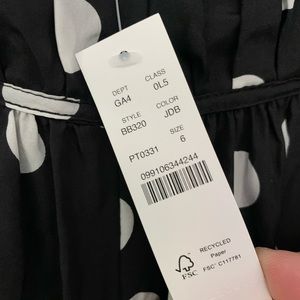 DEPT CLASS
GA4 0L5
STYLE COLOR
BB320 JDB
SIZE
PT0331 6
099106344244
RECYCLED
Paper
FSC FSC® C117781